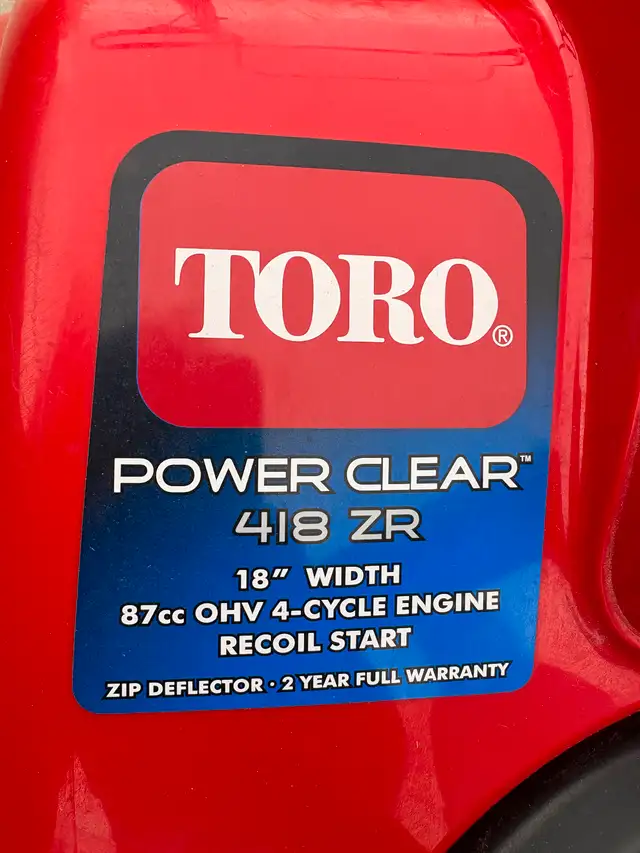 TORO®
POWER CLEAR™
418 ZR
18" WIDTH
87cc OHV 4-CYCLE ENGINE
RECOIL START
ZIP DEFLECTOR · 2 YEAR FULL WARRANTY